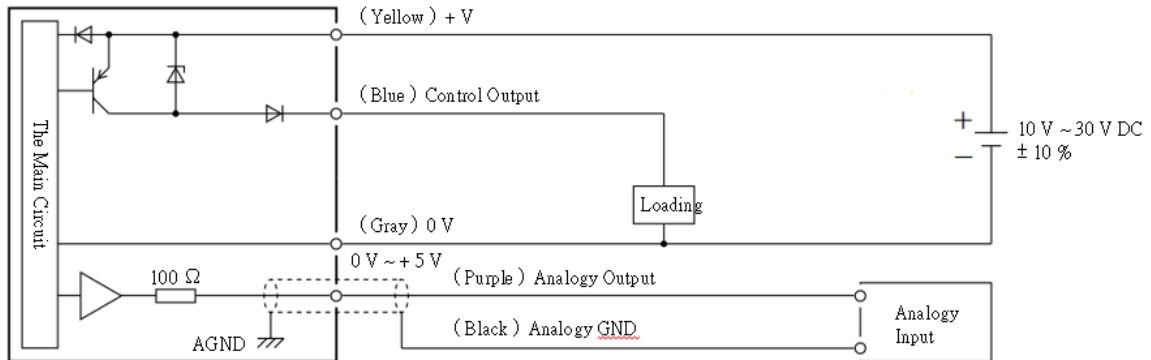 (Yellow) + V
(Blue) Control Output
The Main Circuit
+
−
10 V ~30 V DC
± 10 %
Loading
(Gray) 0 V
0 V ~ + 5 V
100 Ω
(Purple) Analogy Output
(Black) Analogy GND
AGND
Analogy
Input